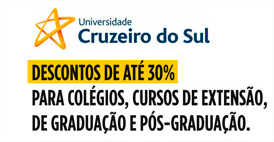 Universidade
Cruzeiro do Sul
DESCONTOS DE ATÉ 30%
PARA COLÉGIOS, CURSOS DE EXTENSÃO,
DE GRADUAÇÃO E PÓS-GRADUAÇÃO.